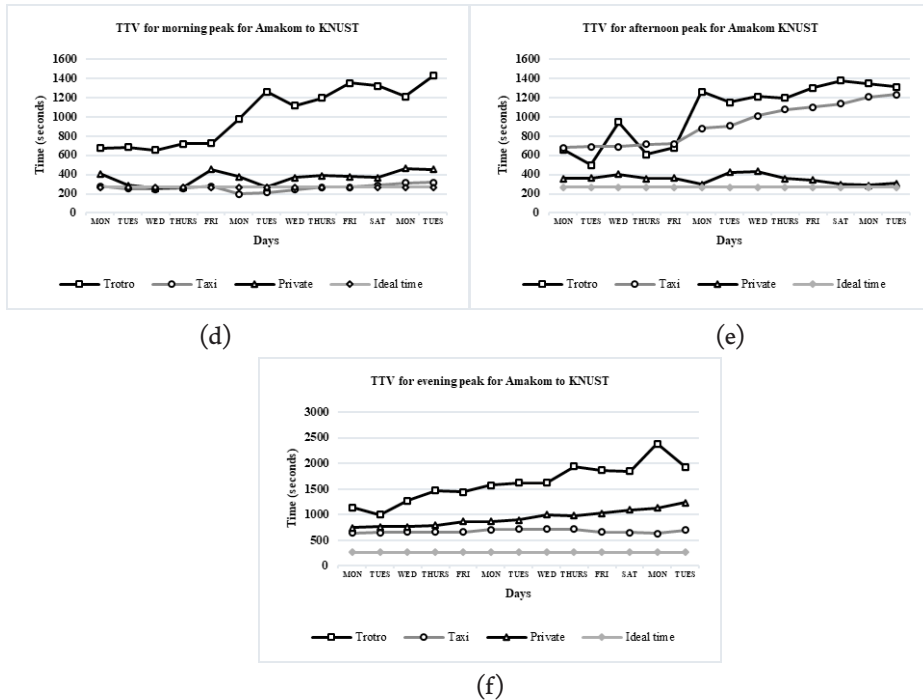 TTV for morning peak for Amakom to KNUST
1600
1400
1200
1000
800
600
400
200
0
Time (seconds)
MON TUES WED THURS FRI MON TUES WED THURS FRI SAT MON TUES
Days
Trotro Taxi Private Ideal time
(d)
TTV for afternoon peak for Amakom KNUST
1600
1400
1200
1000
800
600
400
200
0
Time (seconds)
MON TUES WED THURS FRI MON TUES WED THURS FRI SAT MON TUES
Days
Trotro Taxi Private Ideal time
(e)
TTV for evening peak for Amakom to KNUST
3000
2500
2000
1500
1000
500
0
Time (seconds)
MON TUES WED THURS FRI MON TUES WED THURS FRI SAT MON TUES
Days
Trotro Taxi Private Ideal time
(f)